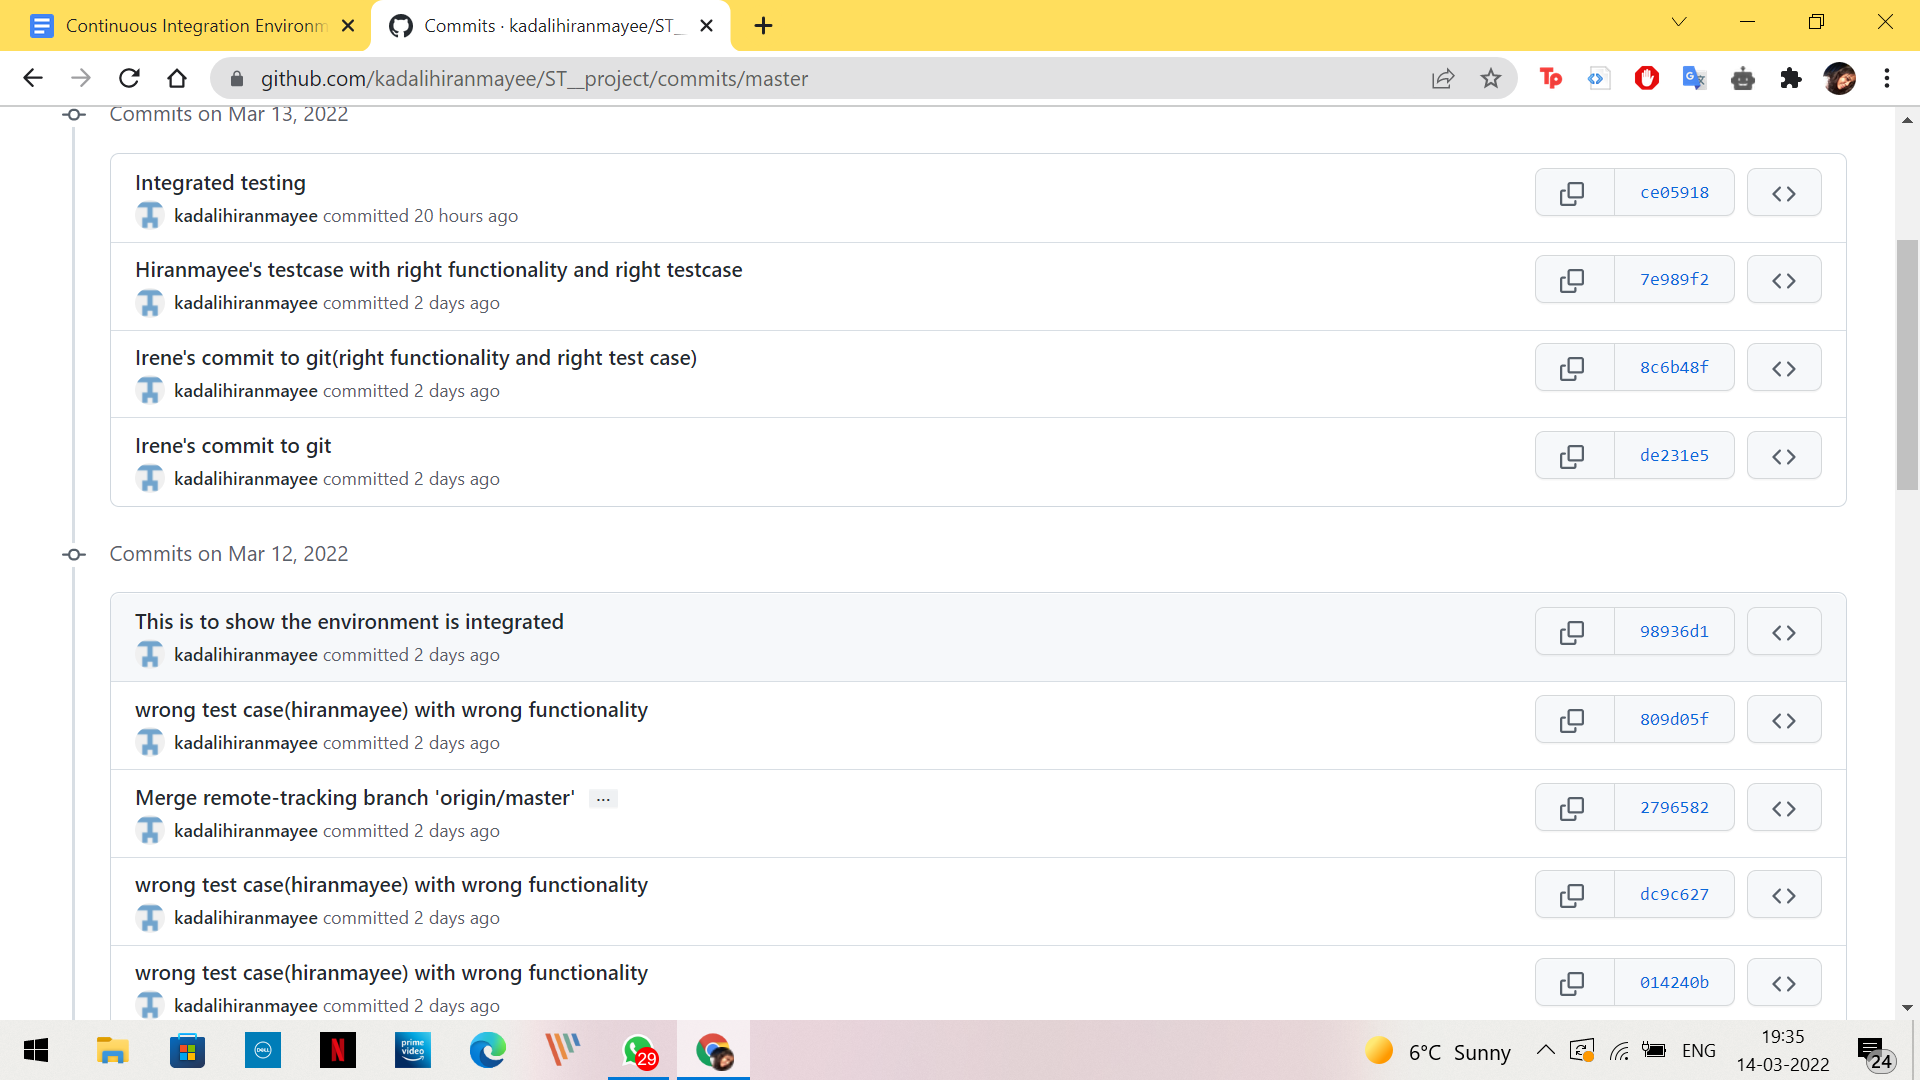 Continuous Integration Environm
Commits · kadalihiranmayee/ST_
github.com/kadalihiranmayee/ST__project/commits/master
Commits on Mar 13, 2022
Integrated testing
ce05918
kadalihiranmayee committed 20 hours ago
Hiranmayee's testcase with right functionality and right testcase
7e989f2
kadalihiranmayee committed 2 days ago
Irene's commit to git(right functionality and right test case)
8c6b48f
kadalihiranmayee committed 2 days ago
Irene's commit to git
de231e5
kadalihiranmayee committed 2 days ago
Commits on Mar 12, 2022
This is to show the environment is integrated
98936d1
kadalihiranmayee committed 2 days ago
wrong test case(hiranmayee) with wrong functionality
809d05f
kadalihiranmayee committed 2 days ago
Merge remote-tracking branch 'origin/master' ...
2796582
kadalihiranmayee committed 2 days ago
wrong test case(hiranmayee) with wrong functionality
dc9c627
kadalihiranmayee committed 2 days ago
wrong test case(hiranmayee) with wrong functionality
014240b
kadalihiranmayee committed 2 days ago
DELL
N
prime video
29
6°C Sunny
ENG
19:35
14-03-2022
24